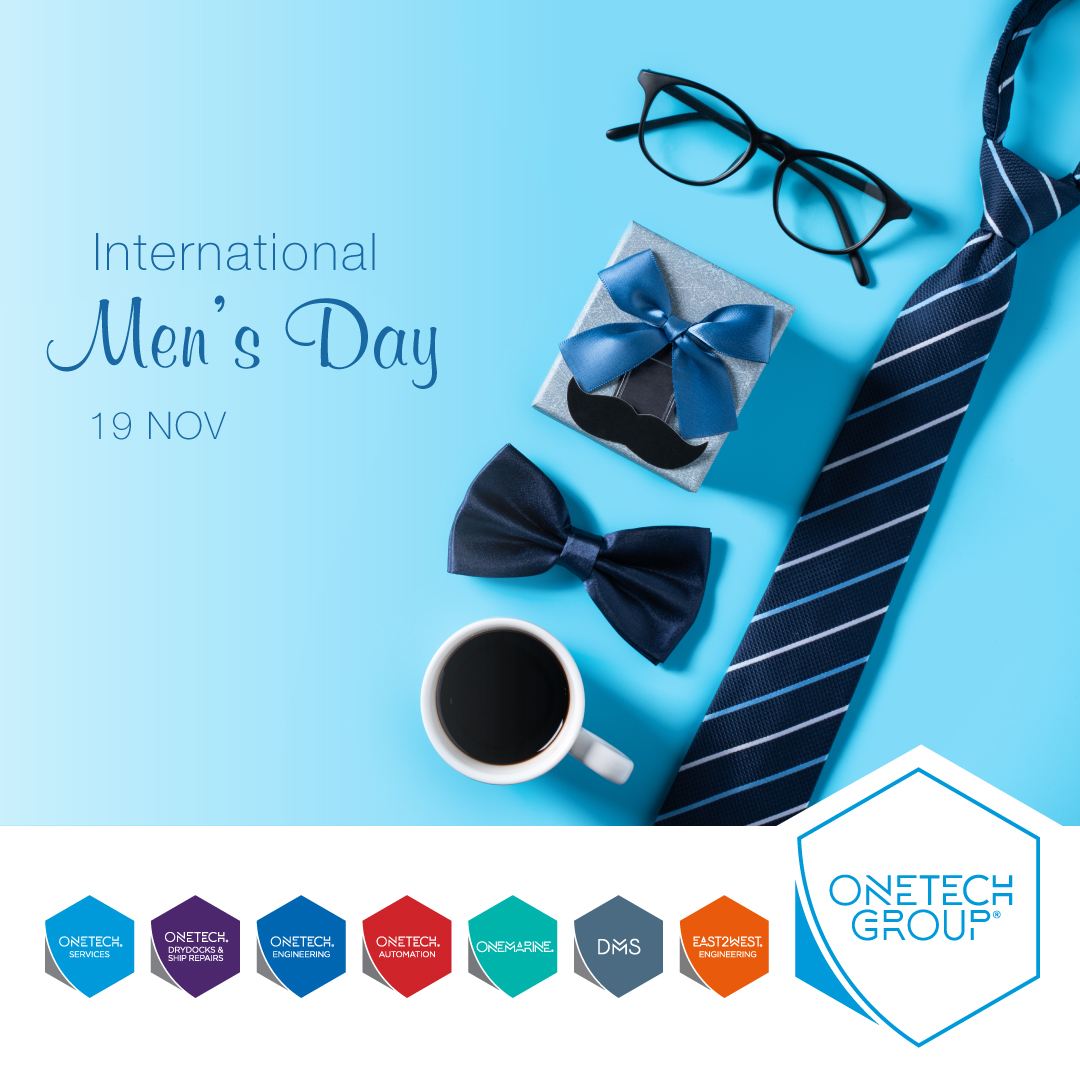 International
Men's Day
19 NOV
ONETECH®
SERVICES
ONETECH®
DRYDOCKS &
SHIP REPAIRS
ONETECH®
ENGINEERING
ONETECH®
AUTOMATION
ONEMARINE®
DMS
EAST2WEST®
ENGINEERING
ONETECH
GROUP®